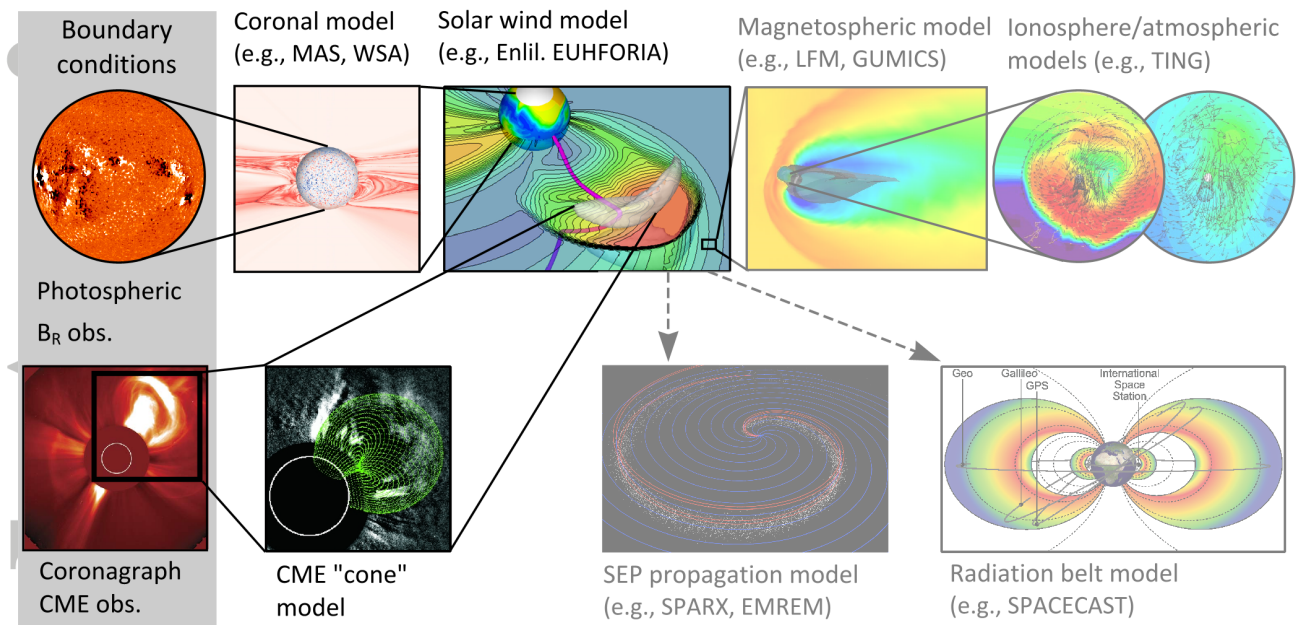 Boundary
conditions
Coronal model
(e.g., MAS, WSA)
Solar wind model
(e.g., Enlil. EUHFORIA)
Magnetospheric model
(e.g., LFM, GUMICS)
Ionosphere/atmospheric
models (e.g., TING)
Photospheric
BR obs.
Coronagraph
CME obs.
CME "cone"
model
SEP propagation model
(e.g., SPARX, EMREM)
Geo
Gallileo
GPS
International
Space
Station
Radiation belt model
(e.g., SPACECAST)